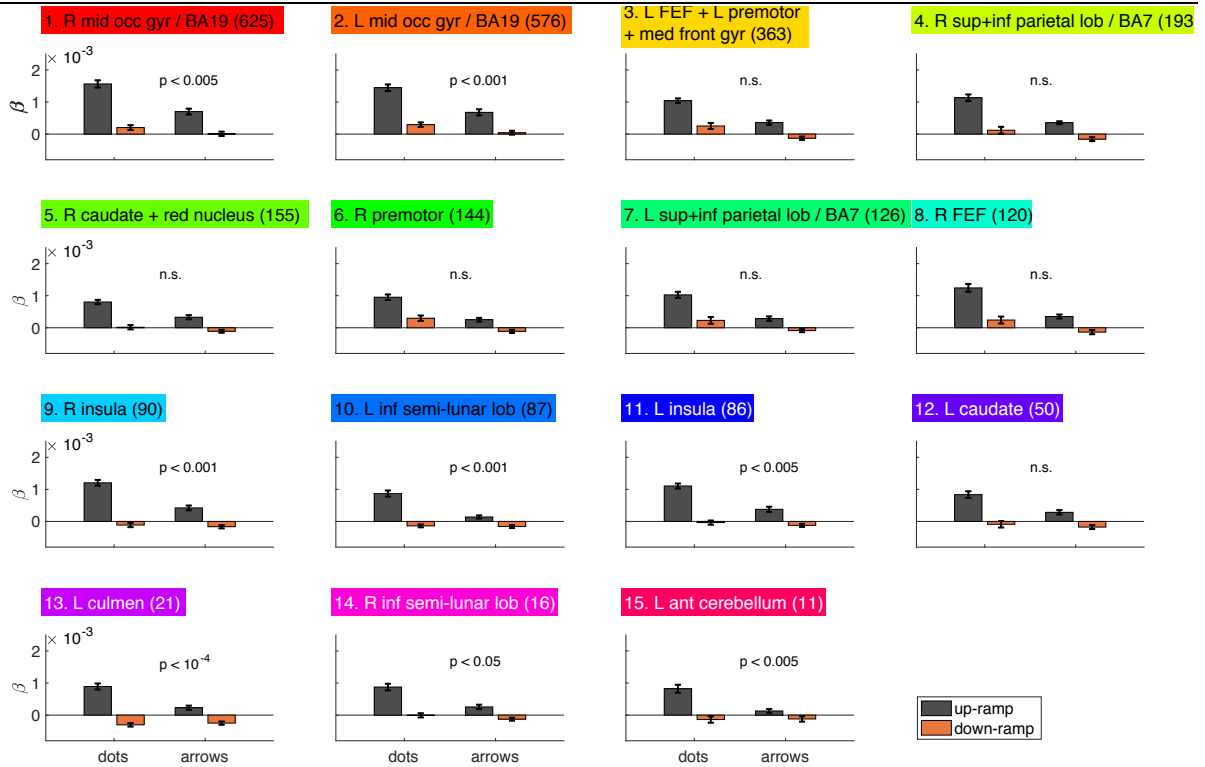 1. R mid occ gyr / BA19 (625)
2. L mid occ gyr / BA19 (576)
3. L FEF + L premotor
+ med front gyr (363)
4. R sup+inf parietal lob / BA7 (193
× 10⁻³
2
1
0
β
p < 0.005
p < 0.001
n.s.
n.s.
5. R caudate + red nucleus (155)
6. R premotor (144)
7. L sup+inf parietal lob / BA7 (126)
8. R FEF (120)
× 10⁻³
2
1
0
β
n.s.
n.s.
n.s.
n.s.
9. R insula (90)
10. L inf semi-lunar lob (87)
11. L insula (86)
12. L caudate (50)
× 10⁻³
2
1
0
β
p < 0.001
p < 0.001
p < 0.005
n.s.
13. L culmen (21)
14. R inf semi-lunar lob (16)
15. L ant cerebellum (11)
× 10⁻³
2
1
0
β
p < 10⁻⁴
p < 0.05
p < 0.005
dots arrows
dots arrows
dots arrows
up-ramp
down-ramp